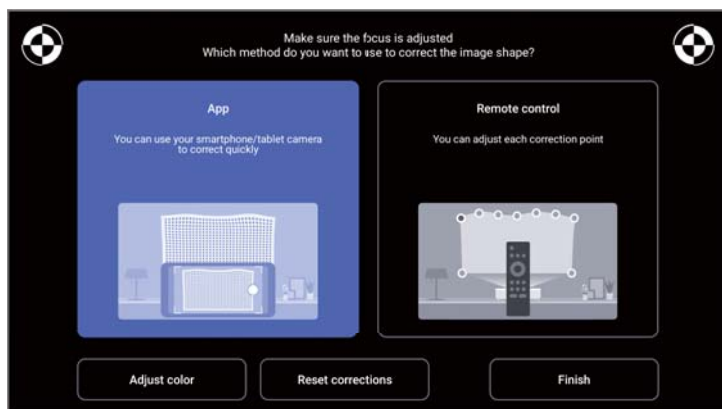 Make sure the focus is adjusted
Which method do you want to use to correct the image shape?
App
You can use your smartphone/tablet camera
to correct quickly
Remote control
You can adjust each correction point
Adjust color
Reset corrections
Finish